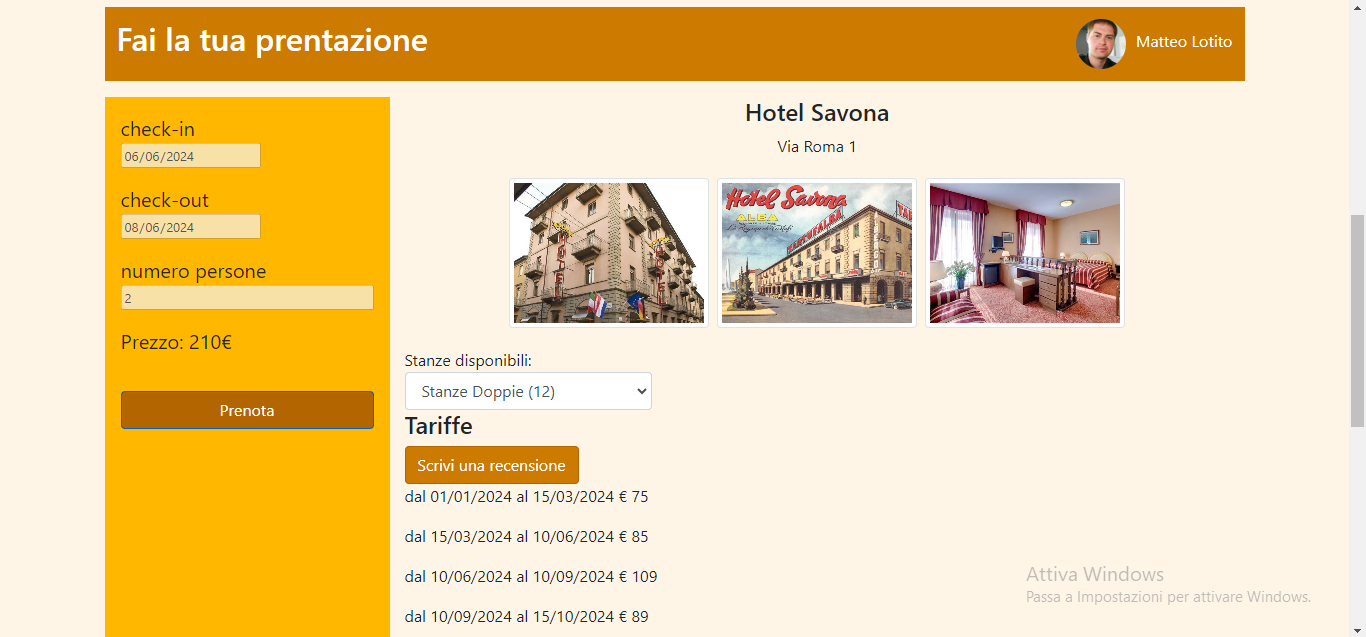 Fai la tua prentazione
Matteo Lotito
check-in
06/06/2024
check-out
08/06/2024
numero persone
2
Prezzo: 210€
Prenota
Hotel Savona
Via Roma 1
HOTEL
HOTEL
Hotel Savona
ALBA
Stanze disponibili:
Stanze Doppie (12)
Tariffe
Scrivi una recensione
dal 01/01/2024 al 15/03/2024 € 75
dal 15/03/2024 al 10/06/2024 € 85
dal 10/06/2024 al 10/09/2024 € 109
dal 10/09/2024 al 15/10/2024 € 89
Attiva Windows
Passa a Impostazioni per attivare Windows.